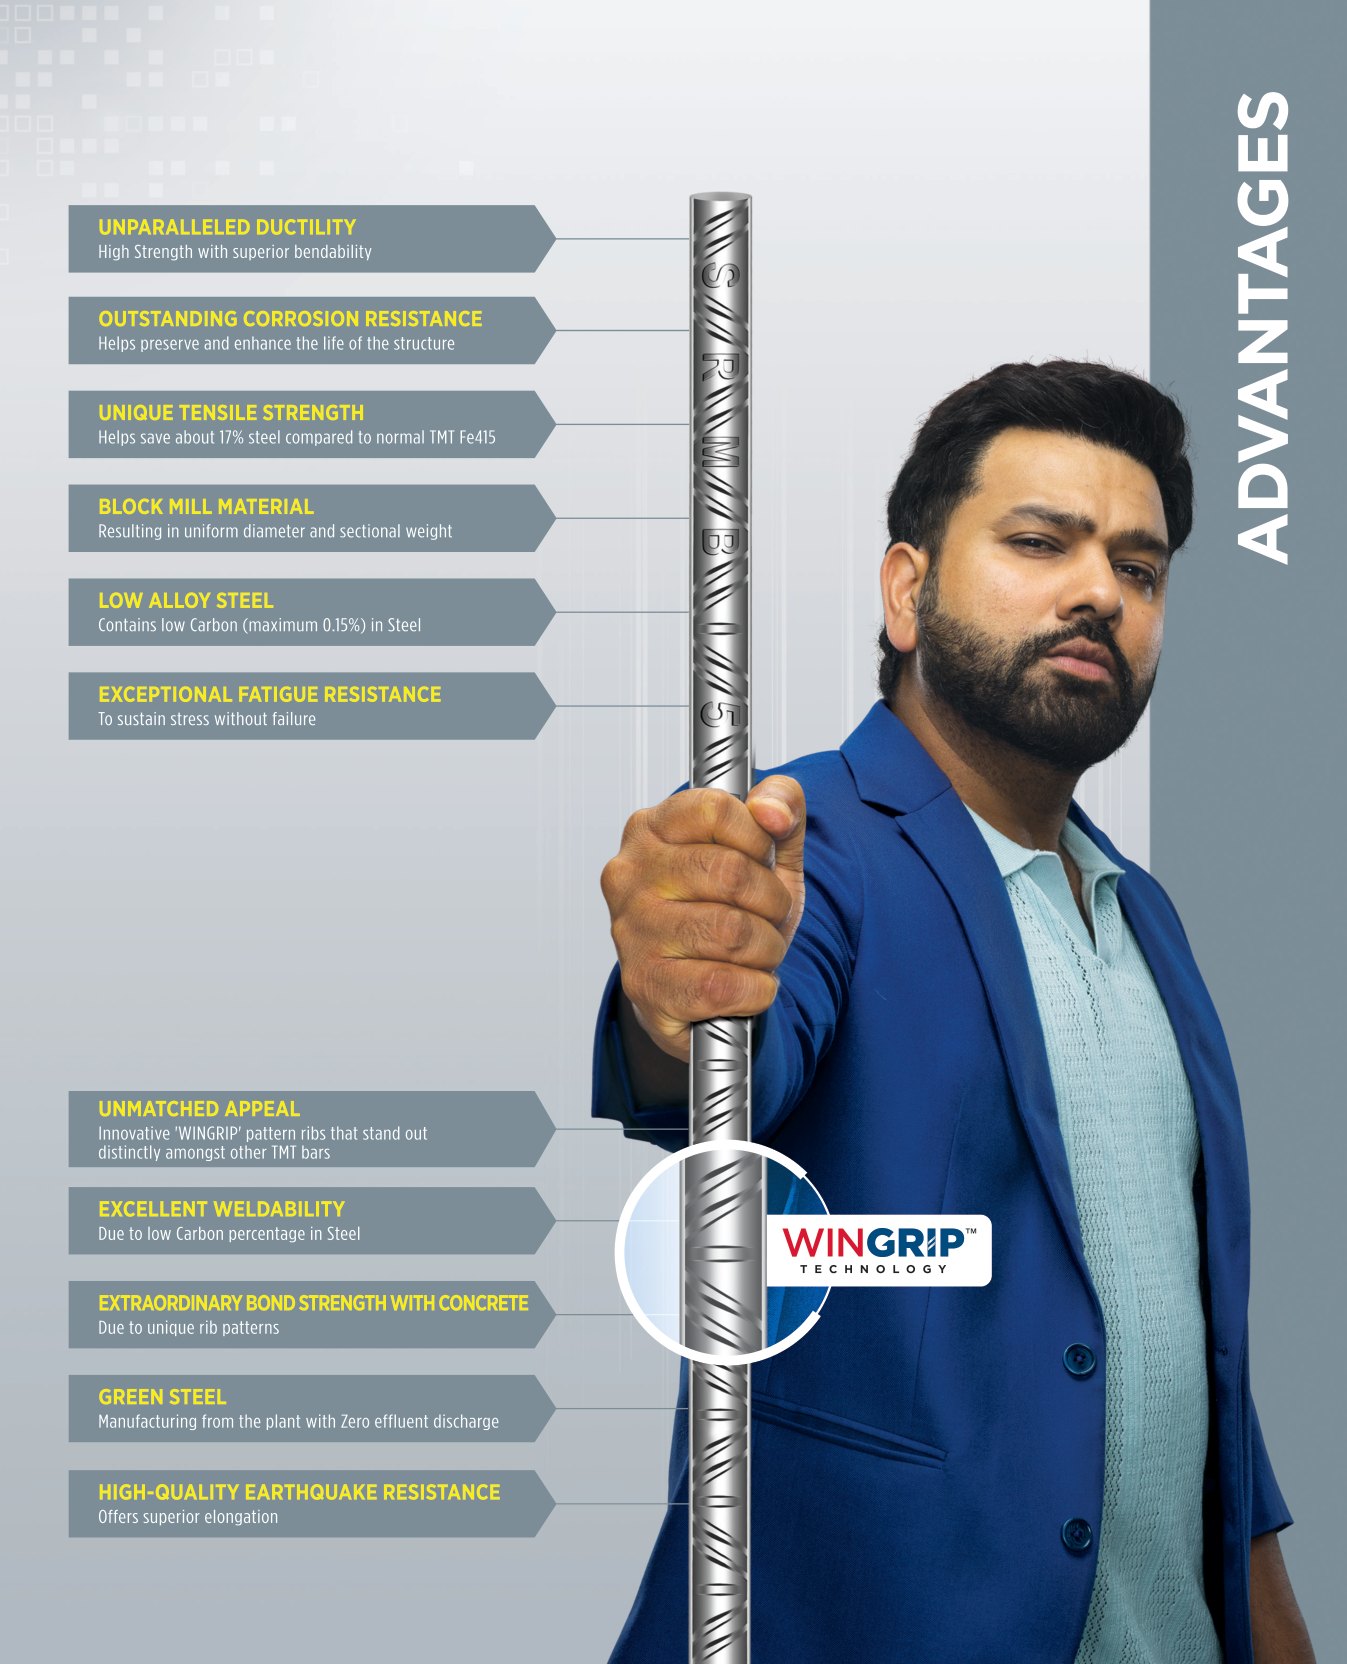 ADVANTAGES
UNPARALLELED DUCTILITY
High Strength with superior bendability
OUTSTANDING CORROSION RESISTANCE
Helps preserve and enhance the life of the structure
UNIQUE TENSILE STRENGTH
Helps save about 17% steel compared to normal TMT Fe415
BLOCK MILL MATERIAL
Resulting in uniform diameter and sectional weight
LOW ALLOY STEEL
Contains low Carbon (maximum 0.15%) in Steel
EXCEPTIONAL FATIGUE RESISTANCE
To sustain stress without failure
UNMATCHED APPEAL
Innovative 'WINGRIP' pattern ribs that stand out
distinctly amongst other TMT bars
EXCELLENT WELDABILITY
Due to low Carbon percentage in Steel
EXTRAORDINARY BOND STRENGTH WITH CONCRETE
Due to unique rib patterns
GREEN STEEL
Manufacturing from the plant with Zero effluent discharge
HIGH-QUALITY EARTHQUAKE RESISTANCE
Offers superior elongation
S R M B 5
WINGRIP™
TECHNOLOGY